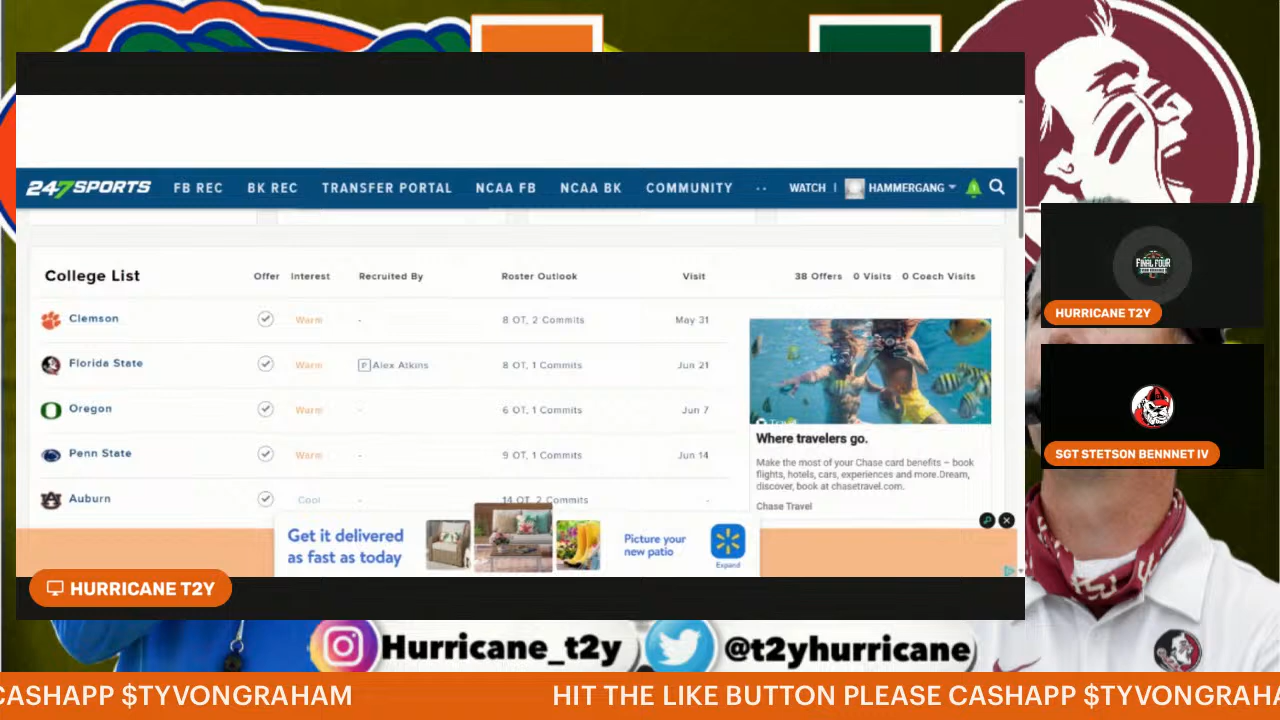 247SPORTS FB REC BK REC TRANSFER PORTAL NCAA FB NCAA BK COMMUNITY WATCH HAMMERGANG
College List Offer Interest Recruited By Roster Outlook Visit 38 Offers 0 Visits 0 Coach Visits
Clemson Warm - 8 OT, 2 Commits May 31
Florida State Warm P Alex Atkins 8 OT, 1 Commits Jun 21
Oregon Warm - 6 OT, 1 Commits Jun 7
Penn State Warm - 9 OT, 1 Commits Jun 14
Auburn Cool - 14 OT, 2 Commits -
Where travelers go.
Make the most of your Chase card benefits – book
flights, hotels, cars, experiences and more.Dream,
discover, book at chasetravel.com.
Chase Travel
Get it delivered
as fast as today
Picture your
new patio
Expand
HURRICANE T2Y
FINAL FOUR
HURRICANE T2Y
SGT STETSON BENNNET IV
Hurricane_t2y @t2yhurricane
CASHAPP $TYVONGRAHAM HIT THE LIKE BUTTON PLEASE CASHAPP $TYVONGRAHA